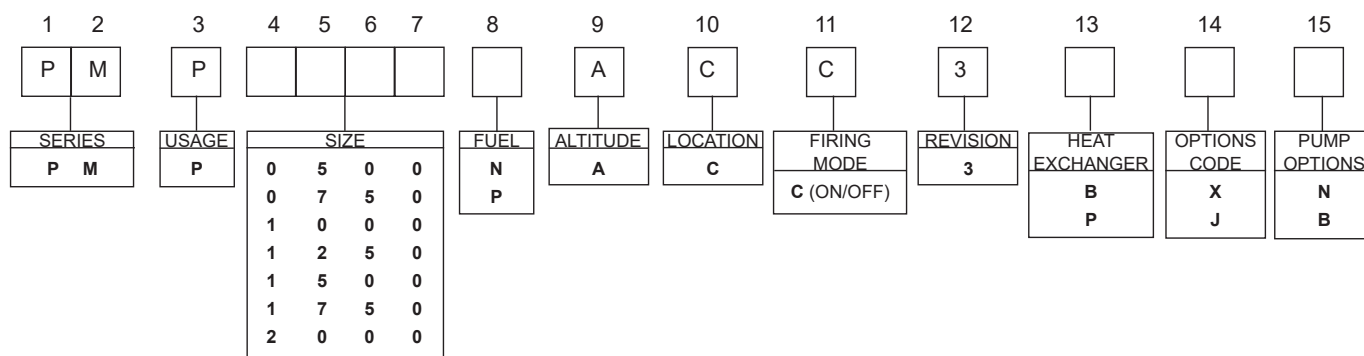 1 2 3 4 5 6 7 8 9 10 11 12 13 14 15
P M P A C C 3
SERIES USAGE SIZE FUEL ALTITUDE LOCATION FIRING MODE REVISION HEAT EXCHANGER OPTIONS CODE PUMP OPTIONS
P M P 0 5 0 0 N A C C (ON/OFF) 3 B X N
0 7 5 0 P P J B
1 0 0 0
1 2 5 0
1 5 0 0
1 7 5 0
2 0 0 0